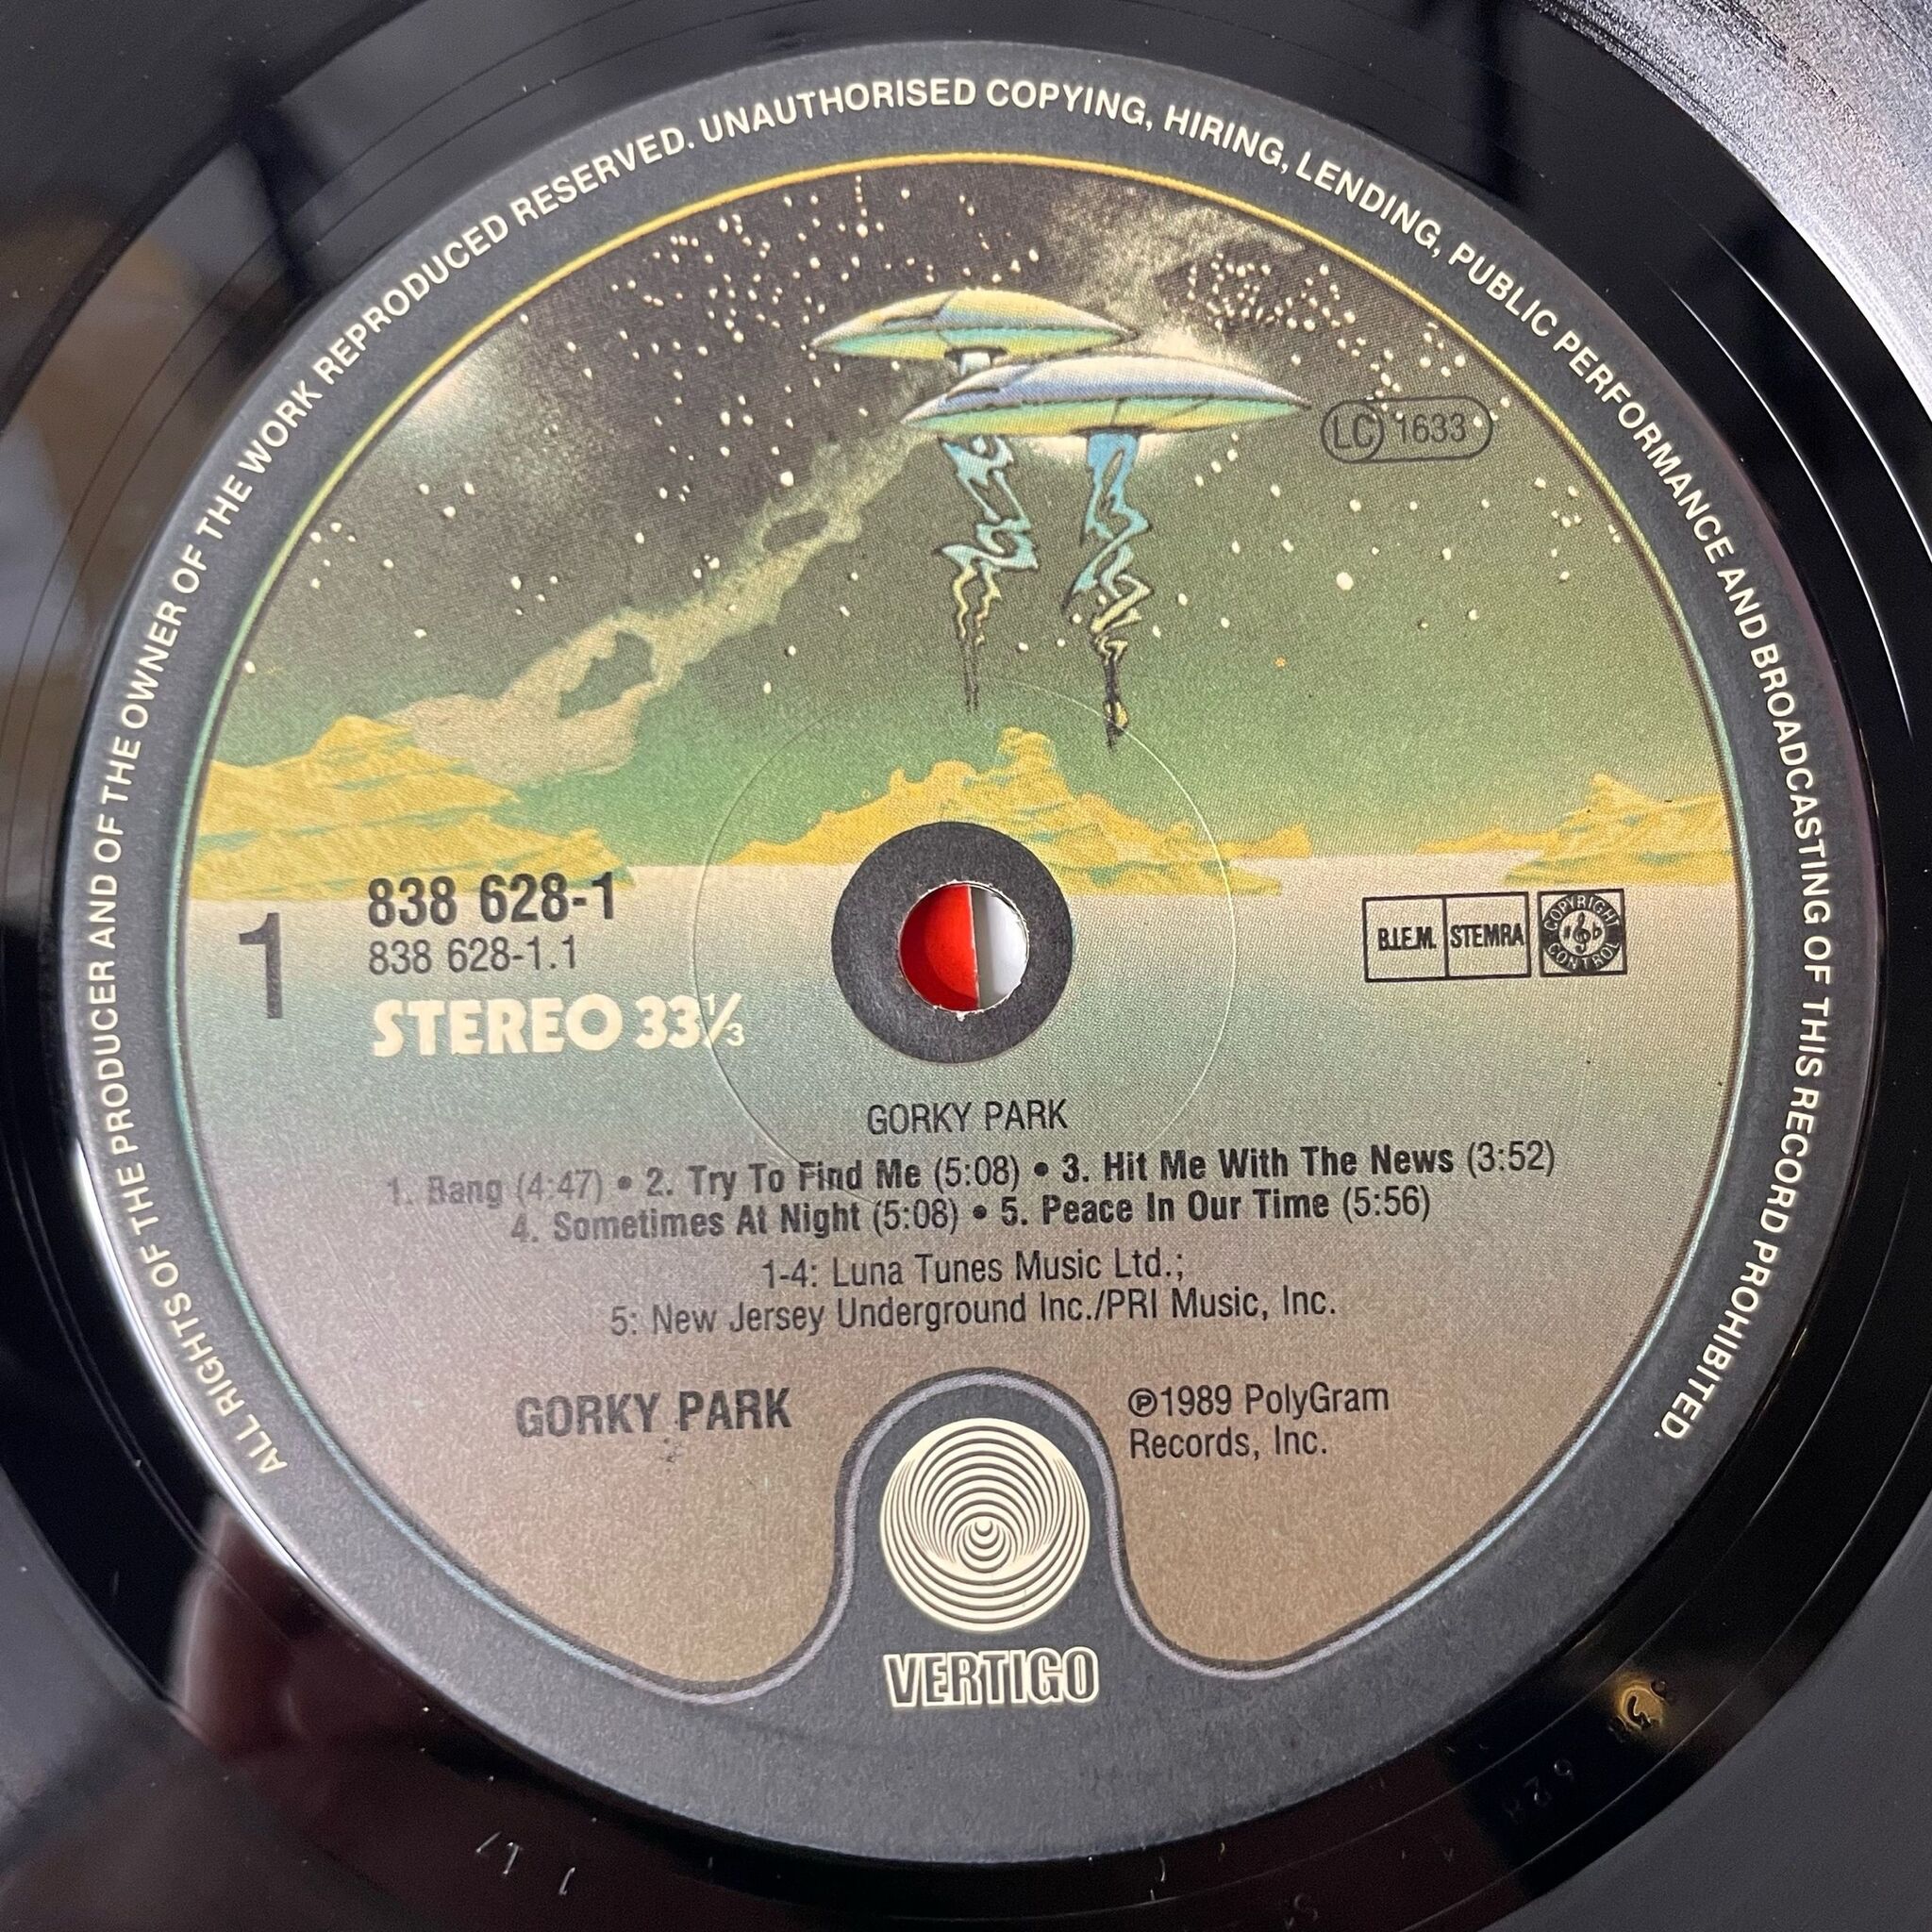 ALL RIGHTS OF THE PRODUCER AND OF THE OWNER OF THE WORK REPRODUCED RESERVED. UNAUTHORISED COPYING, HIRING, LENDING, PUBLIC PERFORMANCE AND BROADCASTING OF THIS RECORD PROHIBITED.
LC 1633
1
838 628-1
838 628-1.1
STEREO 33⅓
B.I.E.M. STEMRA COPYRIGHT CONTROL
GORKY PARK
1. Bang (4:47) • 2. Try To Find Me (5:08) • 3. Hit Me With The News (3:52)
4. Sometimes At Night (5:08) • 5. Peace In Our Time (5:56)
1-4: Luna Tunes Music Ltd.;
5: New Jersey Underground Inc./PRI Music, Inc.
GORKY PARK
℗1989 PolyGram
Records, Inc.
VERTIGO